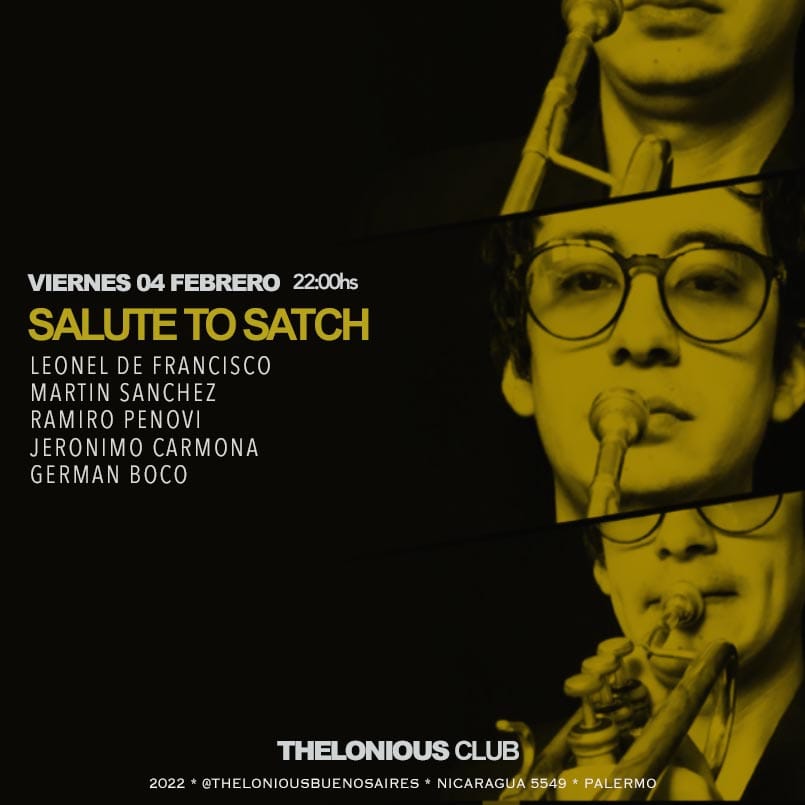 VIERNES 04 FEBRERO 22:00hs
SALUTE TO SATCH
LEONEL DE FRANCISCO
MARTIN SANCHEZ
RAMIRO PENOVI
JERONIMO CARMONA
GERMAN BOCO
THELONIOUS CLUB
2022 * @THELONIOUSBUENOSAIRES * NICARAGUA 5549 * PALERMO